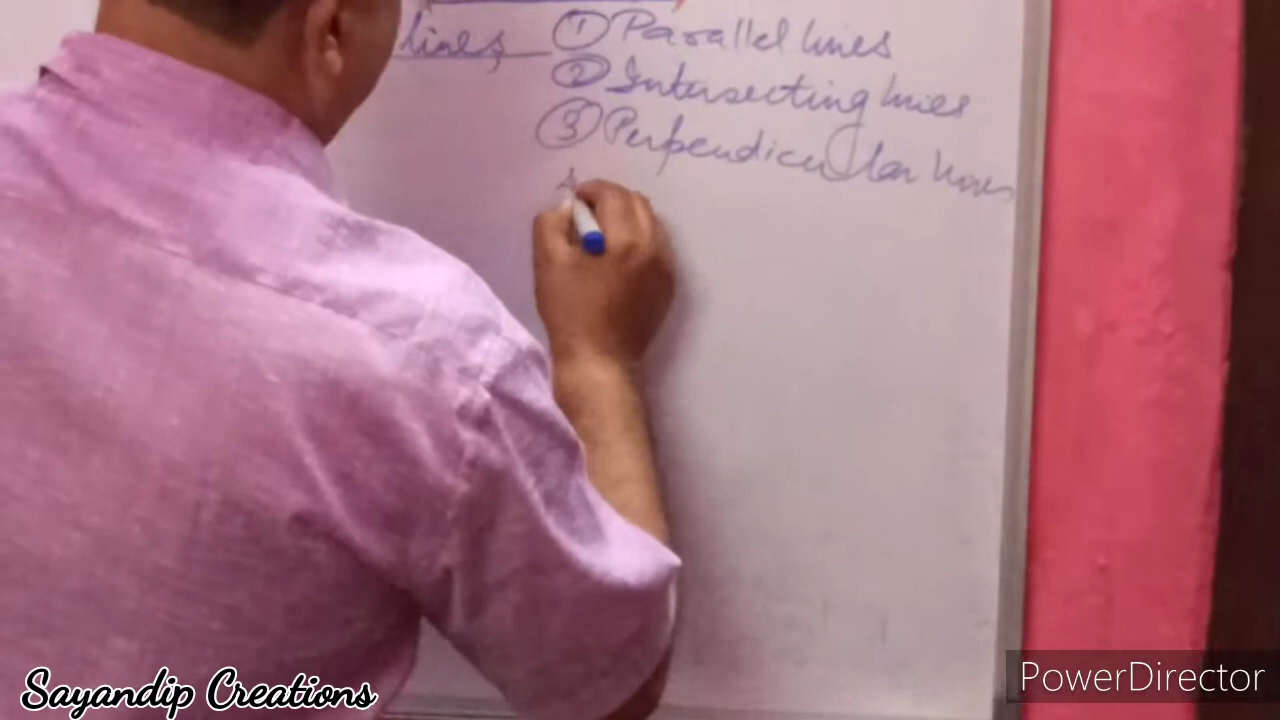 lines, ① Parallel lines
② Intersecting lines
③ Perpendicular lines
Sayandip Creations
PowerDirector